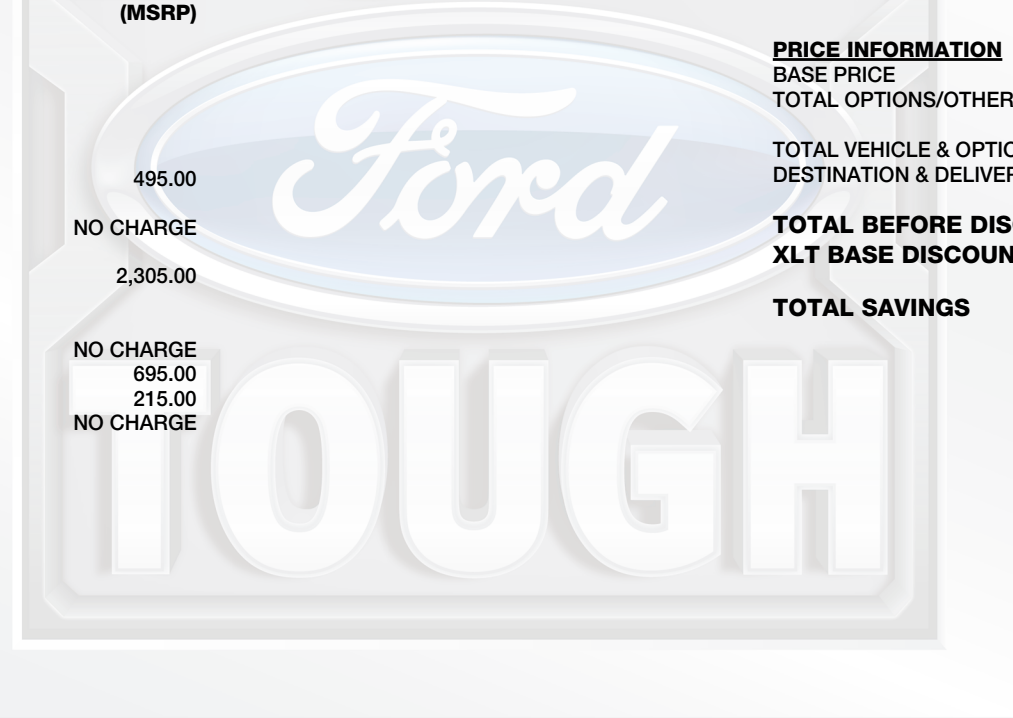 (MSRP)
495.00
NO CHARGE
2,305.00
NO CHARGE
695.00
215.00
NO CHARGE
PRICE INFORMATION
BASE PRICE
TOTAL OPTIONS/OTHER
TOTAL VEHICLE & OPTIO
DESTINATION & DELIVER
TOTAL BEFORE DIS
XLT BASE DISCOUN
TOTAL SAVINGS
Ford
TOUGH